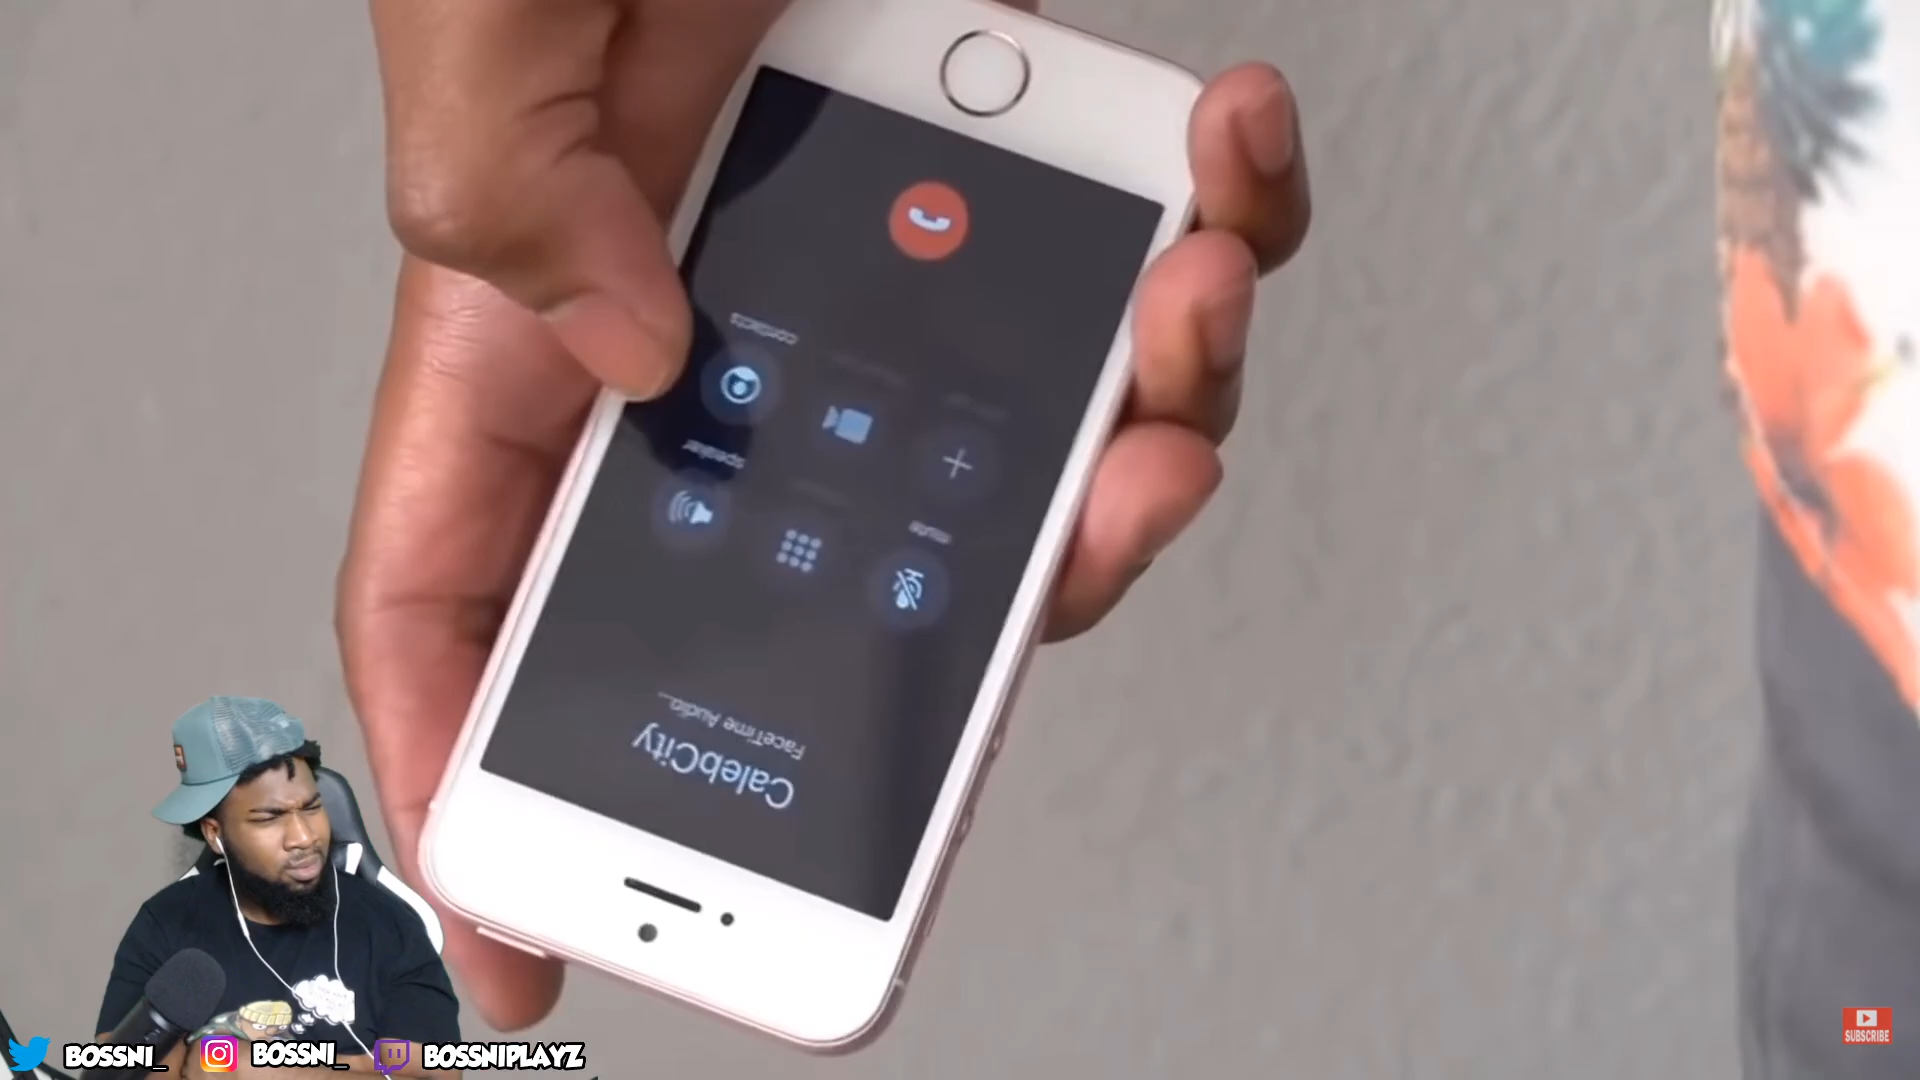 contacts
speaker
mute
FaceTime Audio...
CalebCity
BOSSNI_
BOSSNI_
BOSSNIPLAYZ
SUBSCRIBE